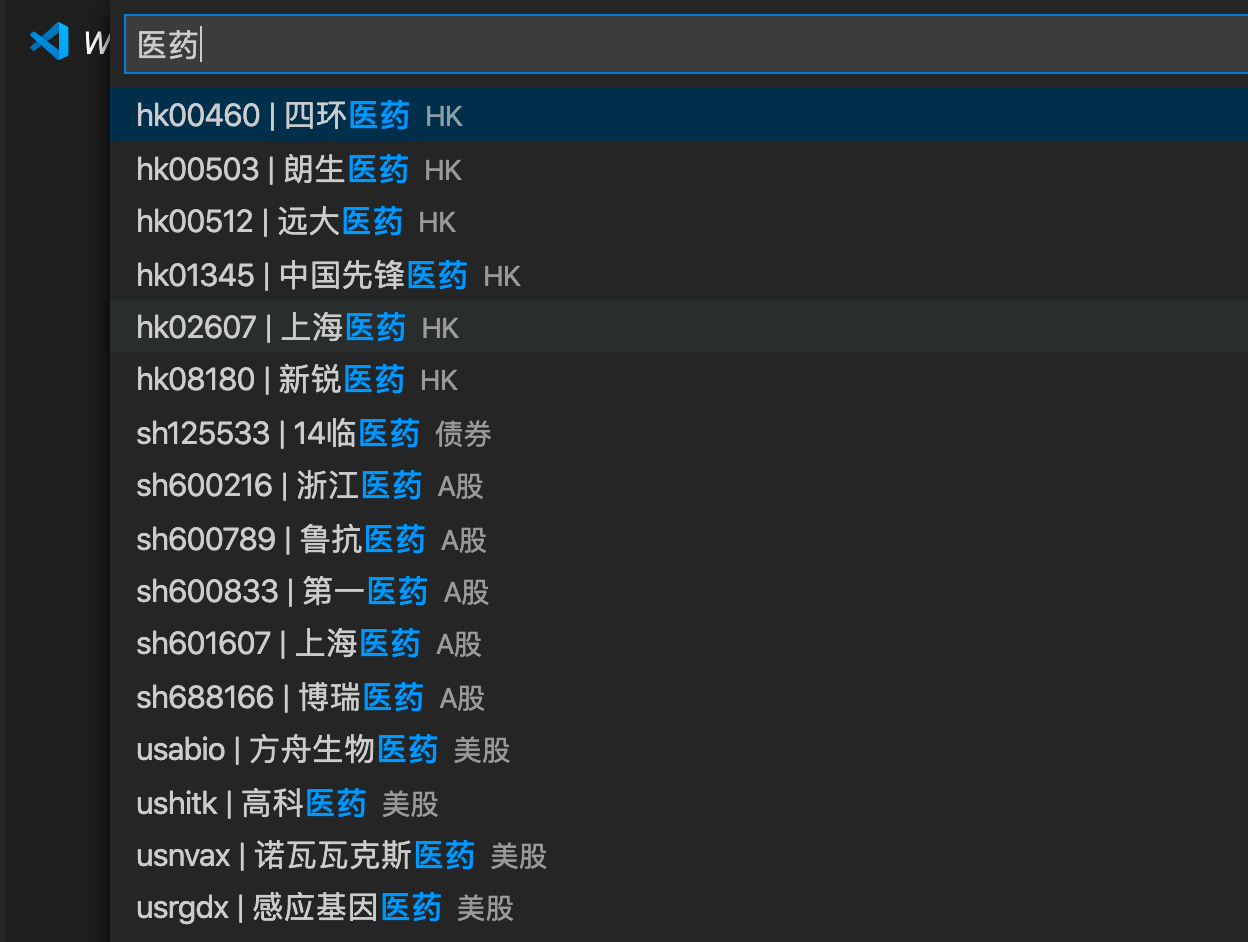 W
医药
hk00460 | 四环医药 HK
hk00503 | 朗生医药 HK
hk00512 | 远大医药 HK
hk01345 | 中国先锋医药 HK
hk02607 | 上海医药 HK
hk08180 | 新锐医药 HK
sh125533 | 14临医药 债券
sh600216 | 浙江医药 A股
sh600789 | 鲁抗医药 A股
sh600833 | 第一医药 A股
sh601607 | 上海医药 A股
sh688166 | 博瑞医药 A股
usabio | 方舟生物医药 美股
ushitk | 高科医药 美股
usnvax | 诺瓦瓦克斯医药 美股
usrgdx | 感应基因医药 美股